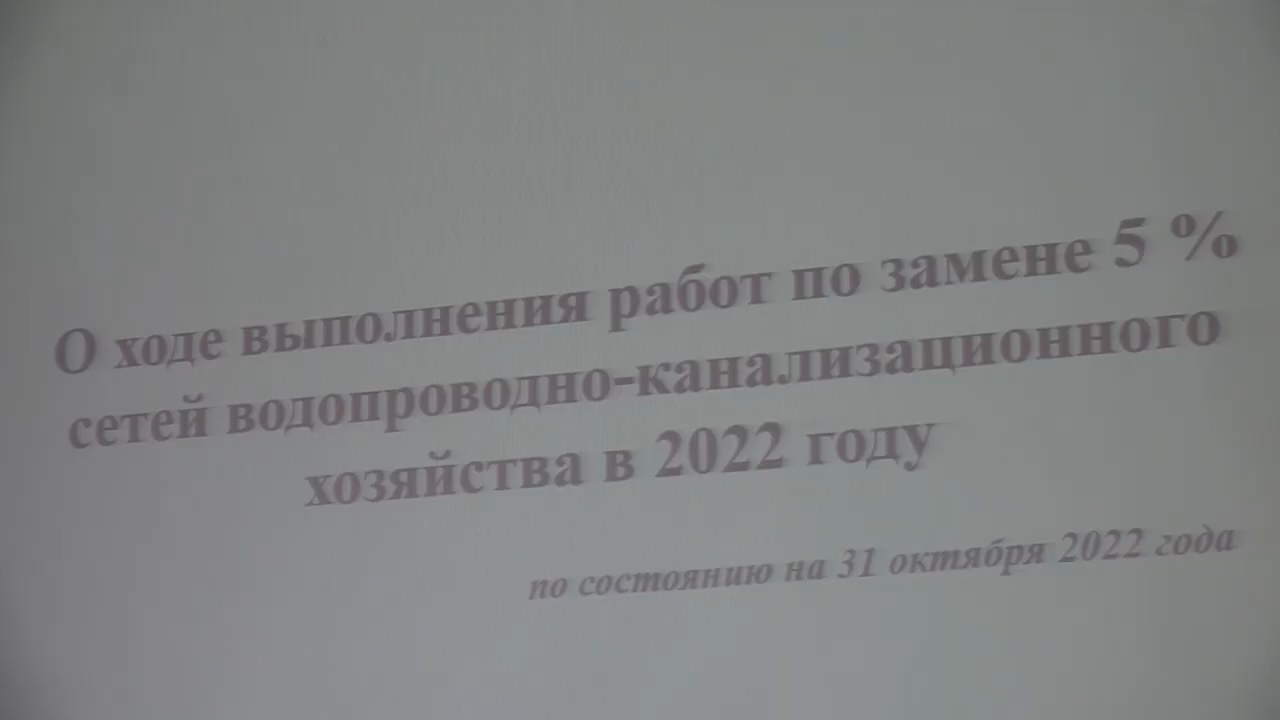 О ходе выполнения работ по замене 5 %
сетей водопроводно-канализационного
хозяйства в 2022 году
по состоянию на 31 октября 2022 года